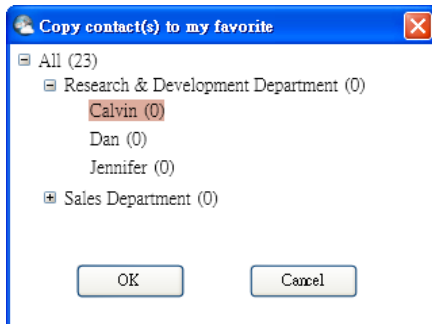 Copy contact(s) to my favorite
All (23)
Research & Development Department (0)
Calvin (0)
Dan (0)
Jennifer (0)
Sales Department (0)
OK Cancel